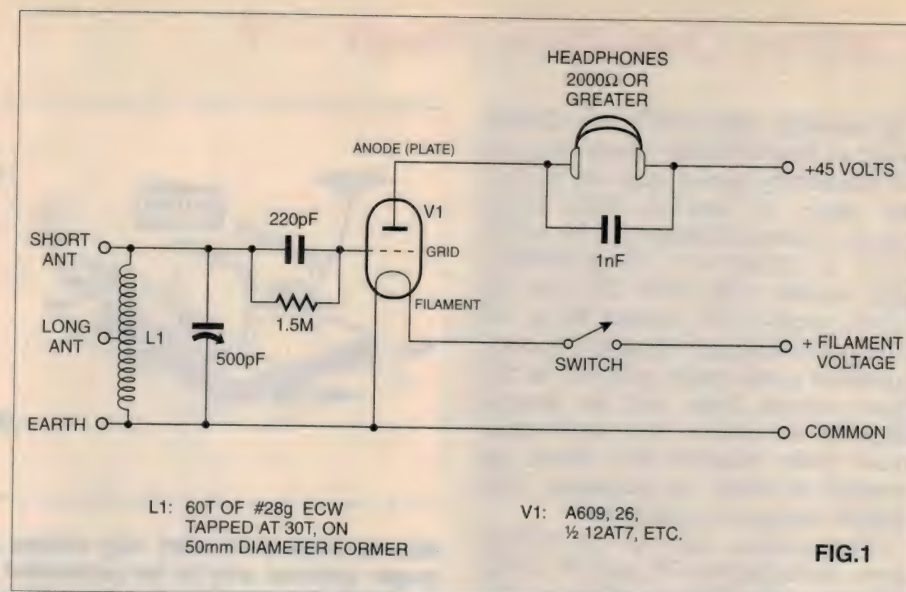 HEADPHONES
2000Ω OR
GREATER
ANODE (PLATE)
+45 VOLTS
V1
220pF
1nF
SHORT
ANT
GRID
FILAMENT
1.5M
LONG
ANT
L1
500pF
SWITCH
+ FILAMENT
VOLTAGE
EARTH
COMMON
L1: 60T OF #28g ECW
TAPPED AT 30T, ON
50mm DIAMETER FORMER
V1: A609, 26,
½ 12AT7, ETC.
FIG.1